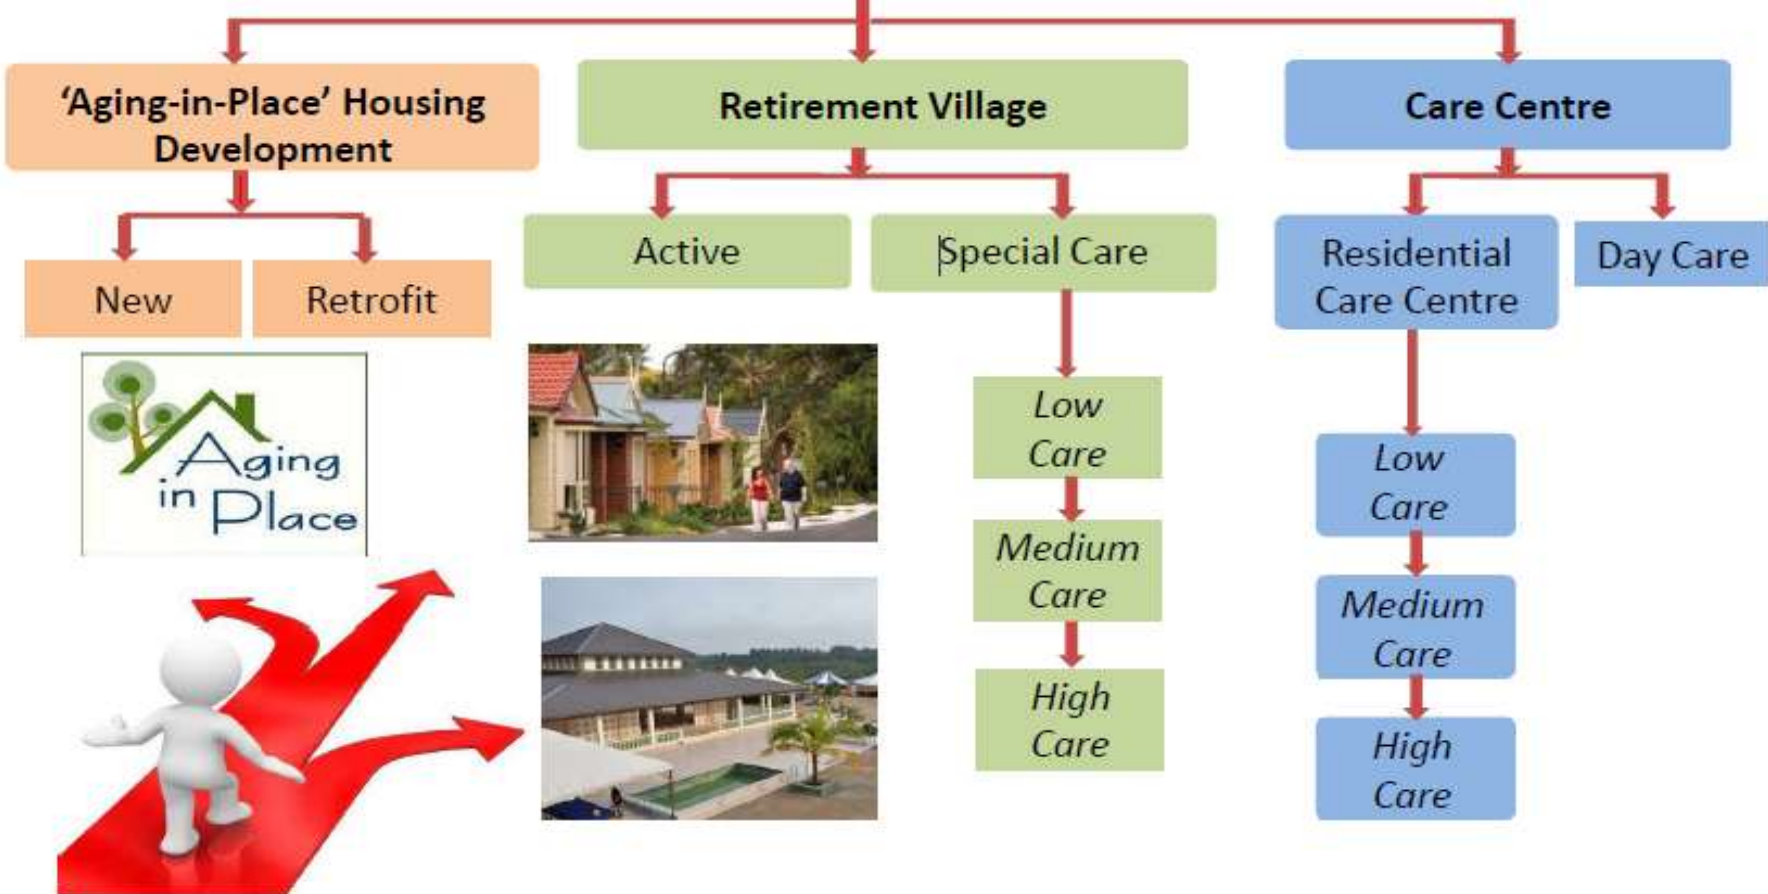 ‘Aging-in-Place’ Housing
Development
Retirement Village
Care Centre
New
Retrofit
Active
Special Care
Residential
Care Centre
Day Care
Aging
in
Place
Low
Care
Medium
Care
High
Care
Low
Care
Medium
Care
High
Care